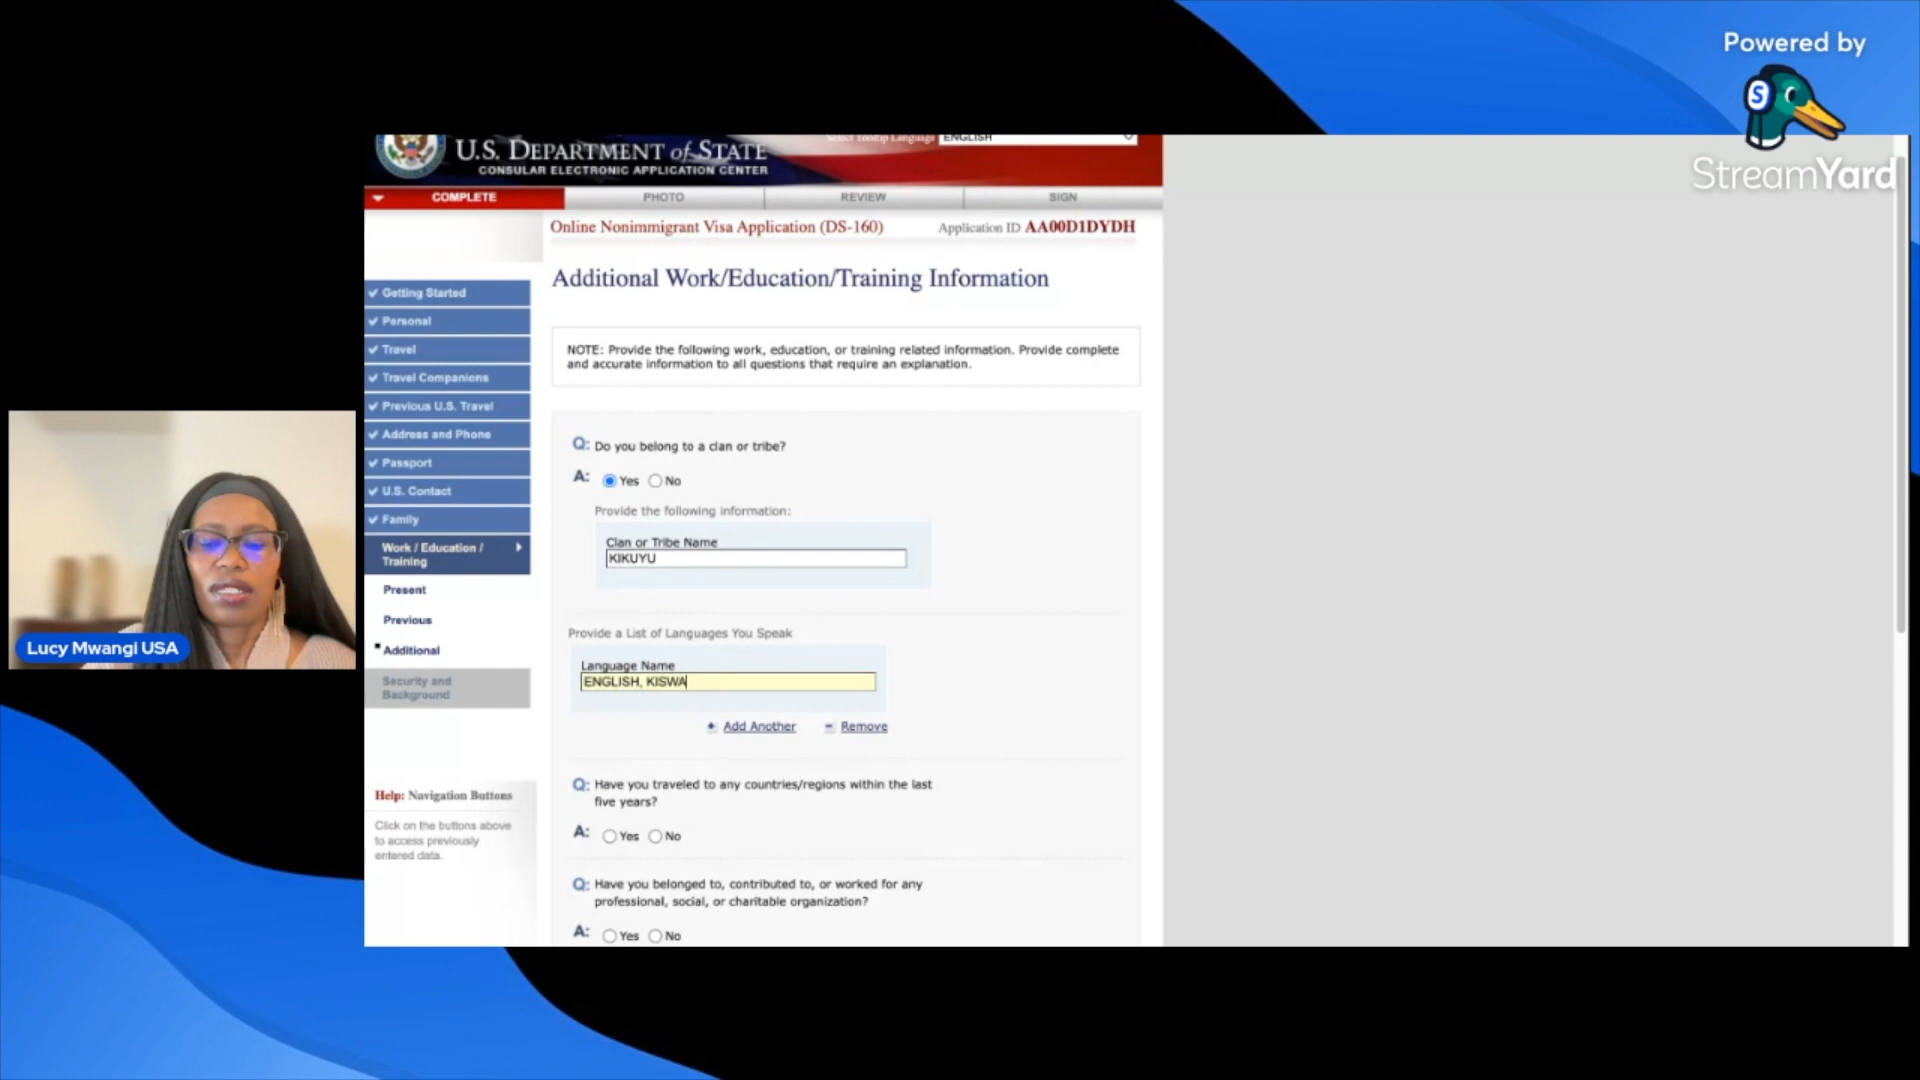 Powered by
StreamYard
Select Tooltip Language ENGLISH
U.S. DEPARTMENT of STATE
CONSULAR ELECTRONIC APPLICATION CENTER
COMPLETE PHOTO REVIEW SIGN
Online Nonimmigrant Visa Application (DS-160) Application ID AA00D1DYDH
Additional Work/Education/Training Information
Getting Started
Personal
Travel
Travel Companions
Previous U.S. Travel
Address and Phone
Passport
U.S. Contact
Family
Work / Education /
Training
Present
Previous
Additional
Security and
Background
Help: Navigation Buttons
Click on the buttons above
to access previously
entered data.
NOTE: Provide the following work, education, or training related information. Provide complete
and accurate information to all questions that require an explanation.
Q: Do you belong to a clan or tribe?
A: Yes No
Provide the following information:
Clan or Tribe Name
KIKUYU
Provide a List of Languages You Speak
Language Name
ENGLISH, KISWA
Add Another Remove
Q: Have you traveled to any countries/regions within the last
five years?
A: Yes No
Q: Have you belonged to, contributed to, or worked for any
professional, social, or charitable organization?
A: Yes No
Lucy Mwangi USA